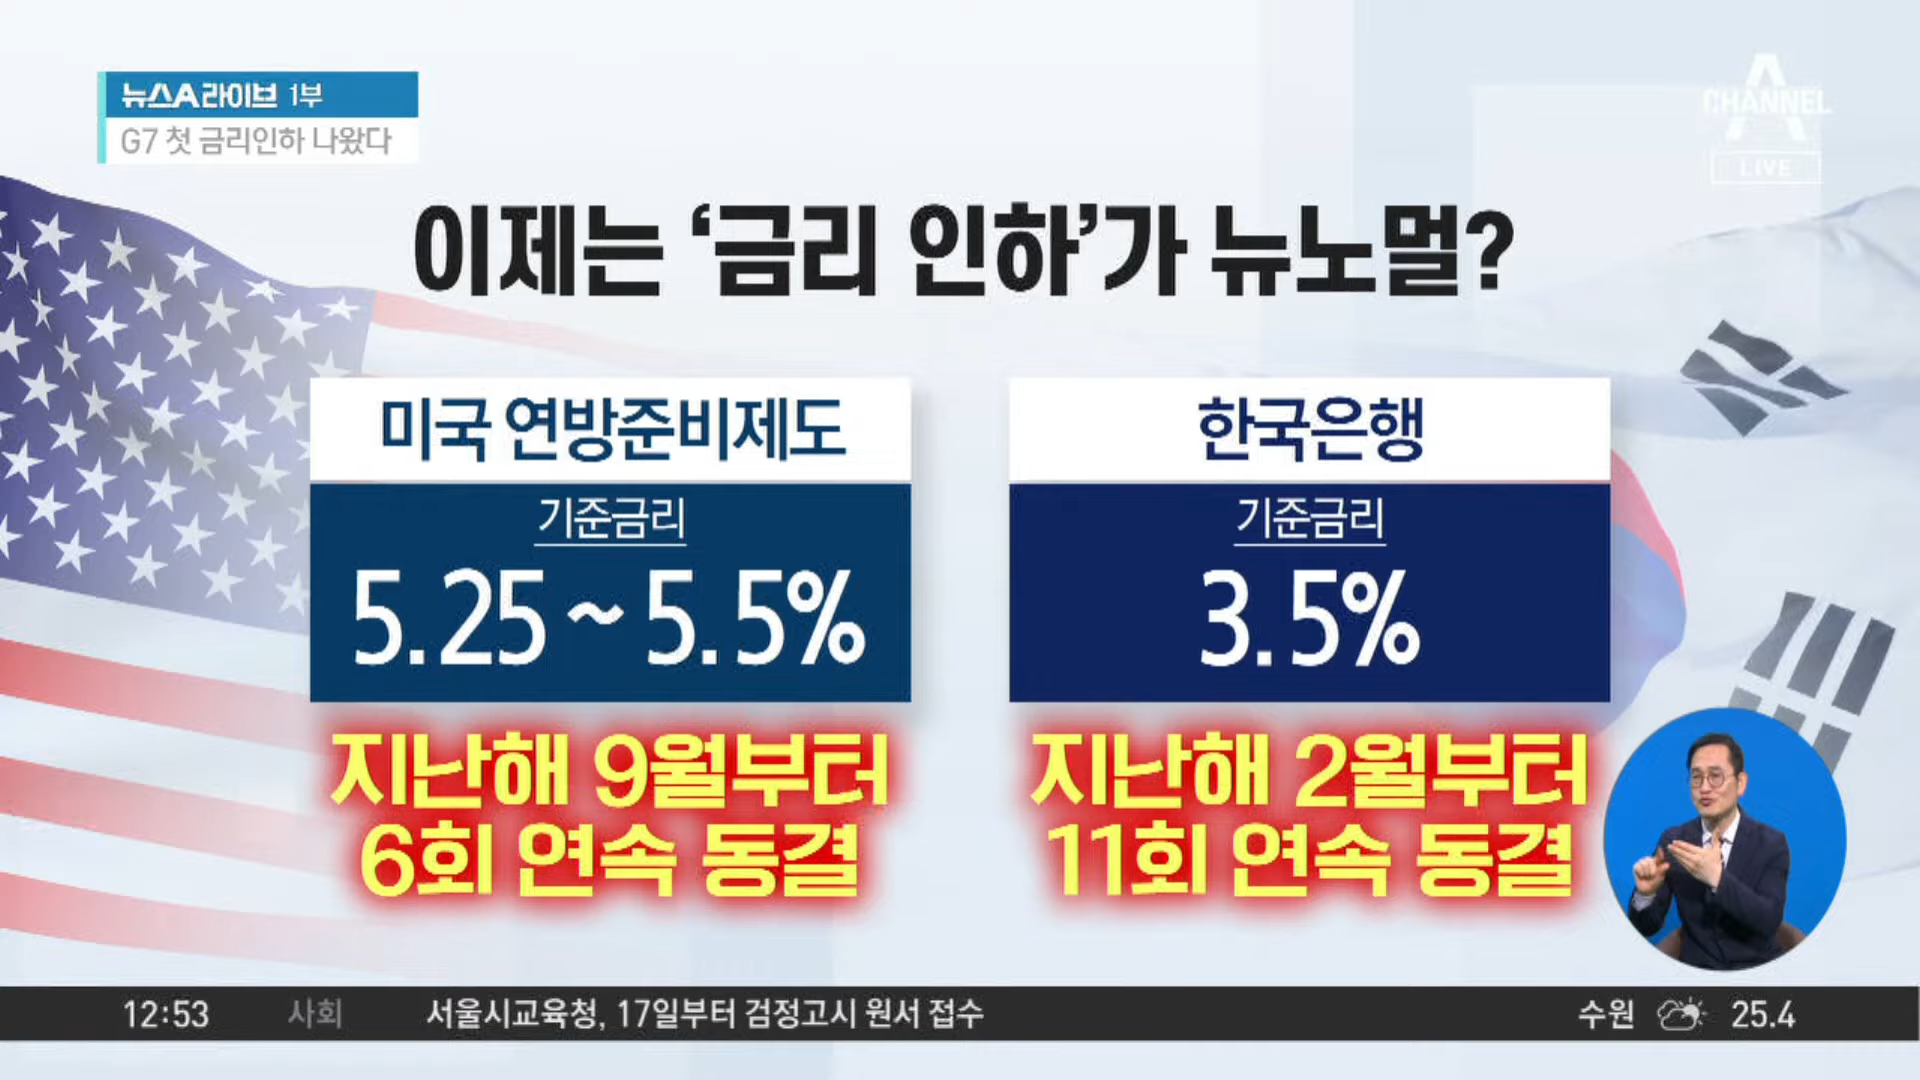 뉴스A 라이브 1부
G7 첫 금리인하 나왔다
CHANNEL A
LIVE
이제는 ‘금리 인하’가 뉴노멀?
미국 연방준비제도
기준금리
5.25~5.5%
지난해 9월부터
6회 연속 동결
한국은행
기준금리
3.5%
지난해 2월부터
11회 연속 동결
12:53 사회 서울시교육청, 17일부터 검정고시 원서 접수
수원 25.4